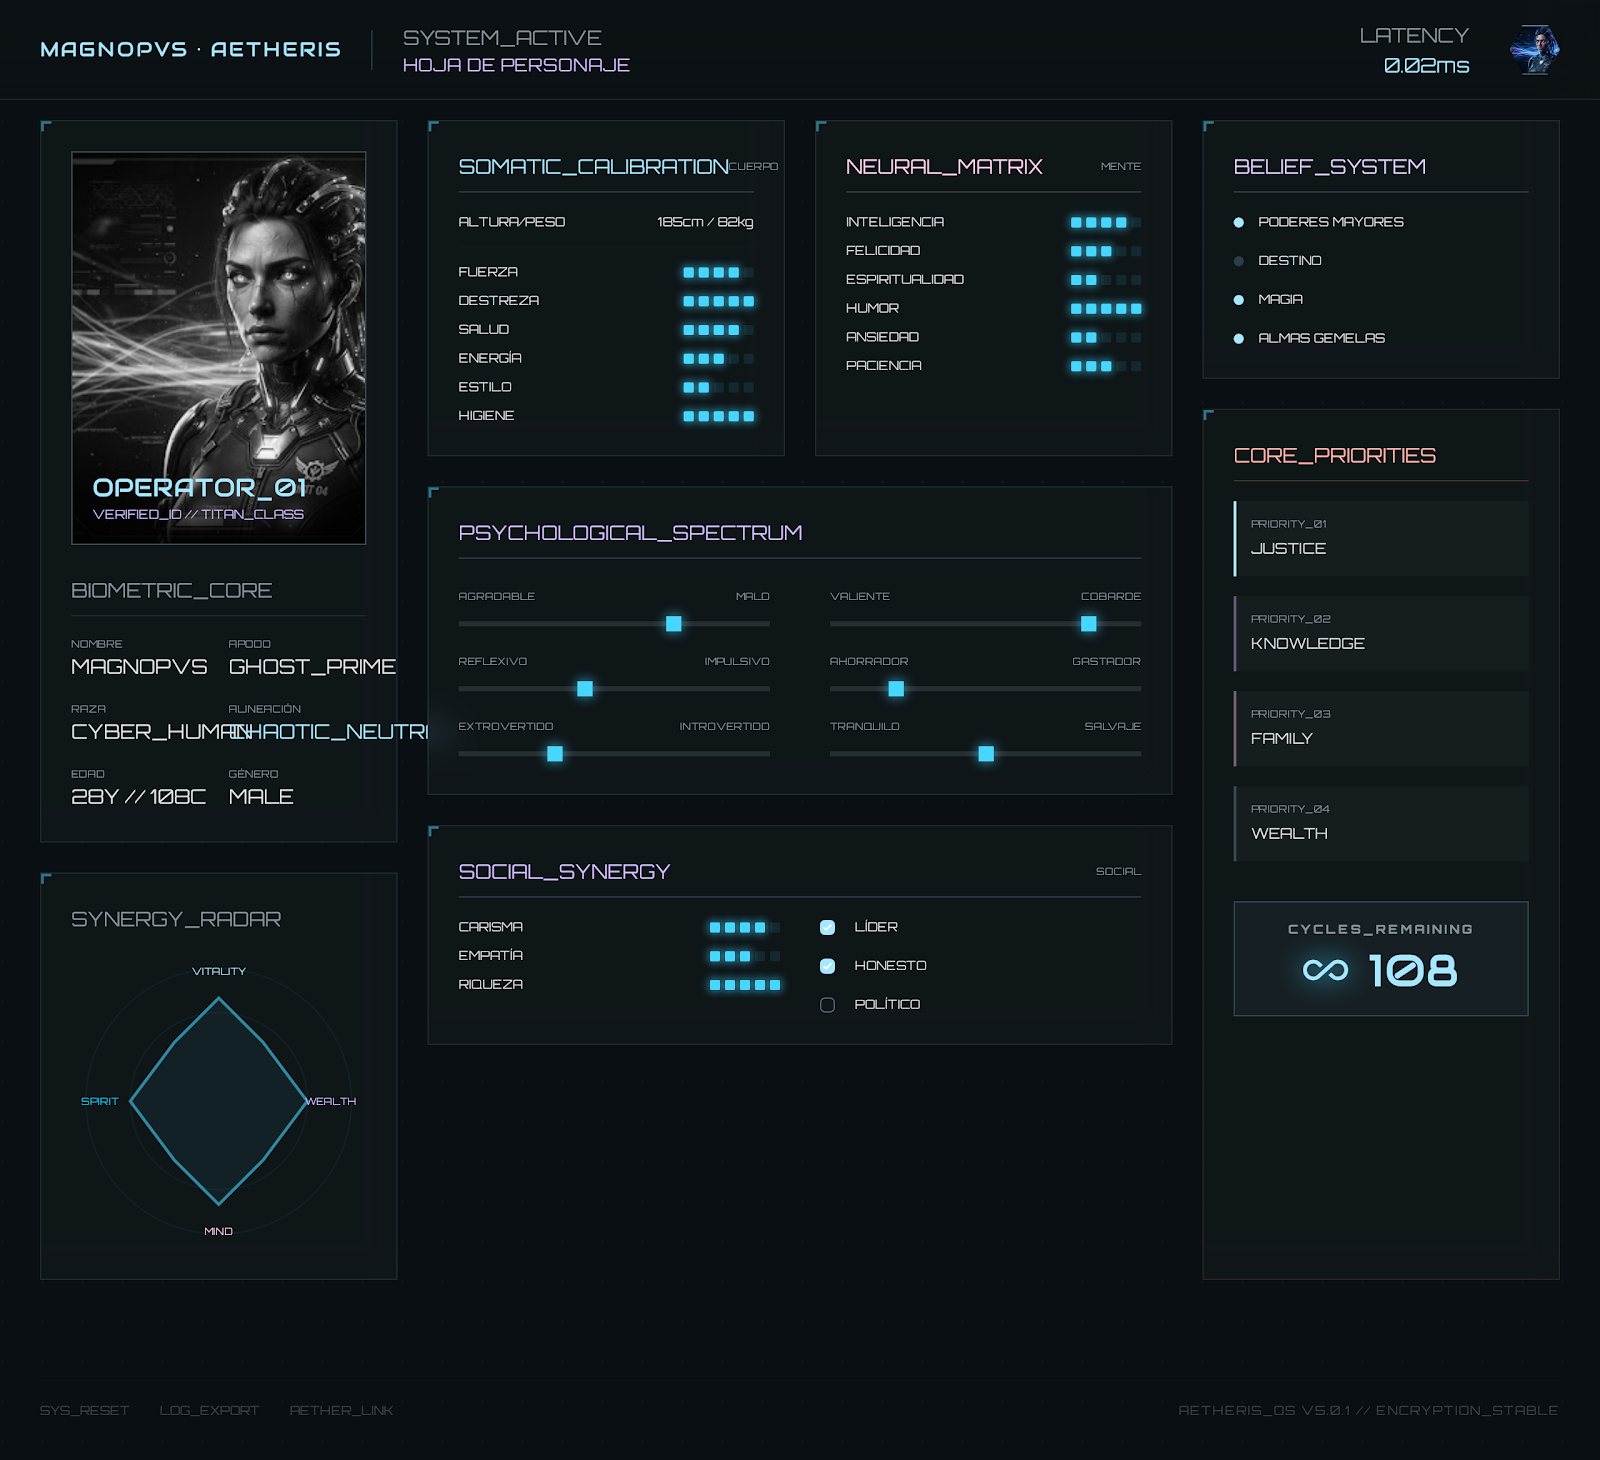 MAGNOPVS · AETHERIS
SYSTEM_ACTIVE
HOJA DE PERSONAJE
LATENCY
0.02ms
OPERATOR_01
VERIFIED_ID // TITAN_CLASS
BIOMETRIC_CORE
NOMBRE
MAGNOPVS
APODO
GHOST_PRIME
RAZA
CYBER_HUMAN
ALINEACIÓN
CHAOTIC_NEUTR
EDAD
28Y // 108C
GÉNERO
MALE
SYNERGY_RADAR
VITALITY
SPIRIT
WEALTH
MIND
SOMATIC_CALIBRATION
CUERPO
ALTURA/PESO 185cm / 82kg
FUERZA
DESTREZA
SALUD
ENERGÍA
ESTILO
HIGIENE
NEURAL_MATRIX
MENTE
INTELIGENCIA
FELICIDAD
ESPIRITUALIDAD
HUMOR
ANSIEDAD
PACIENCIA
PSYCHOLOGICAL_SPECTRUM
AGRADABLE MALO
VALIENTE COBARDE
REFLEXIVO IMPULSIVO
AHORRADOR GASTADOR
EXTROVERTIDO INTROVERTIDO
TRANQUILO SALVAJE
SOCIAL_SYNERGY
SOCIAL
CARISMA
EMPATÍA
RIQUEZA
LÍDER
HONESTO
POLÍTICO
BELIEF_SYSTEM
PODERES MAYORES
DESTINO
MAGIA
ALMAS GEMELAS
CORE_PRIORITIES
PRIORITY_01
JUSTICE
PRIORITY_02
KNOWLEDGE
PRIORITY_03
FAMILY
PRIORITY_04
WEALTH
CYCLES_REMAINING
∞ 108
SYS_RESET LOG_EXPORT AETHER_LINK
AETHERIS_OS V5.0.1 // ENCRYPTION_STABLE